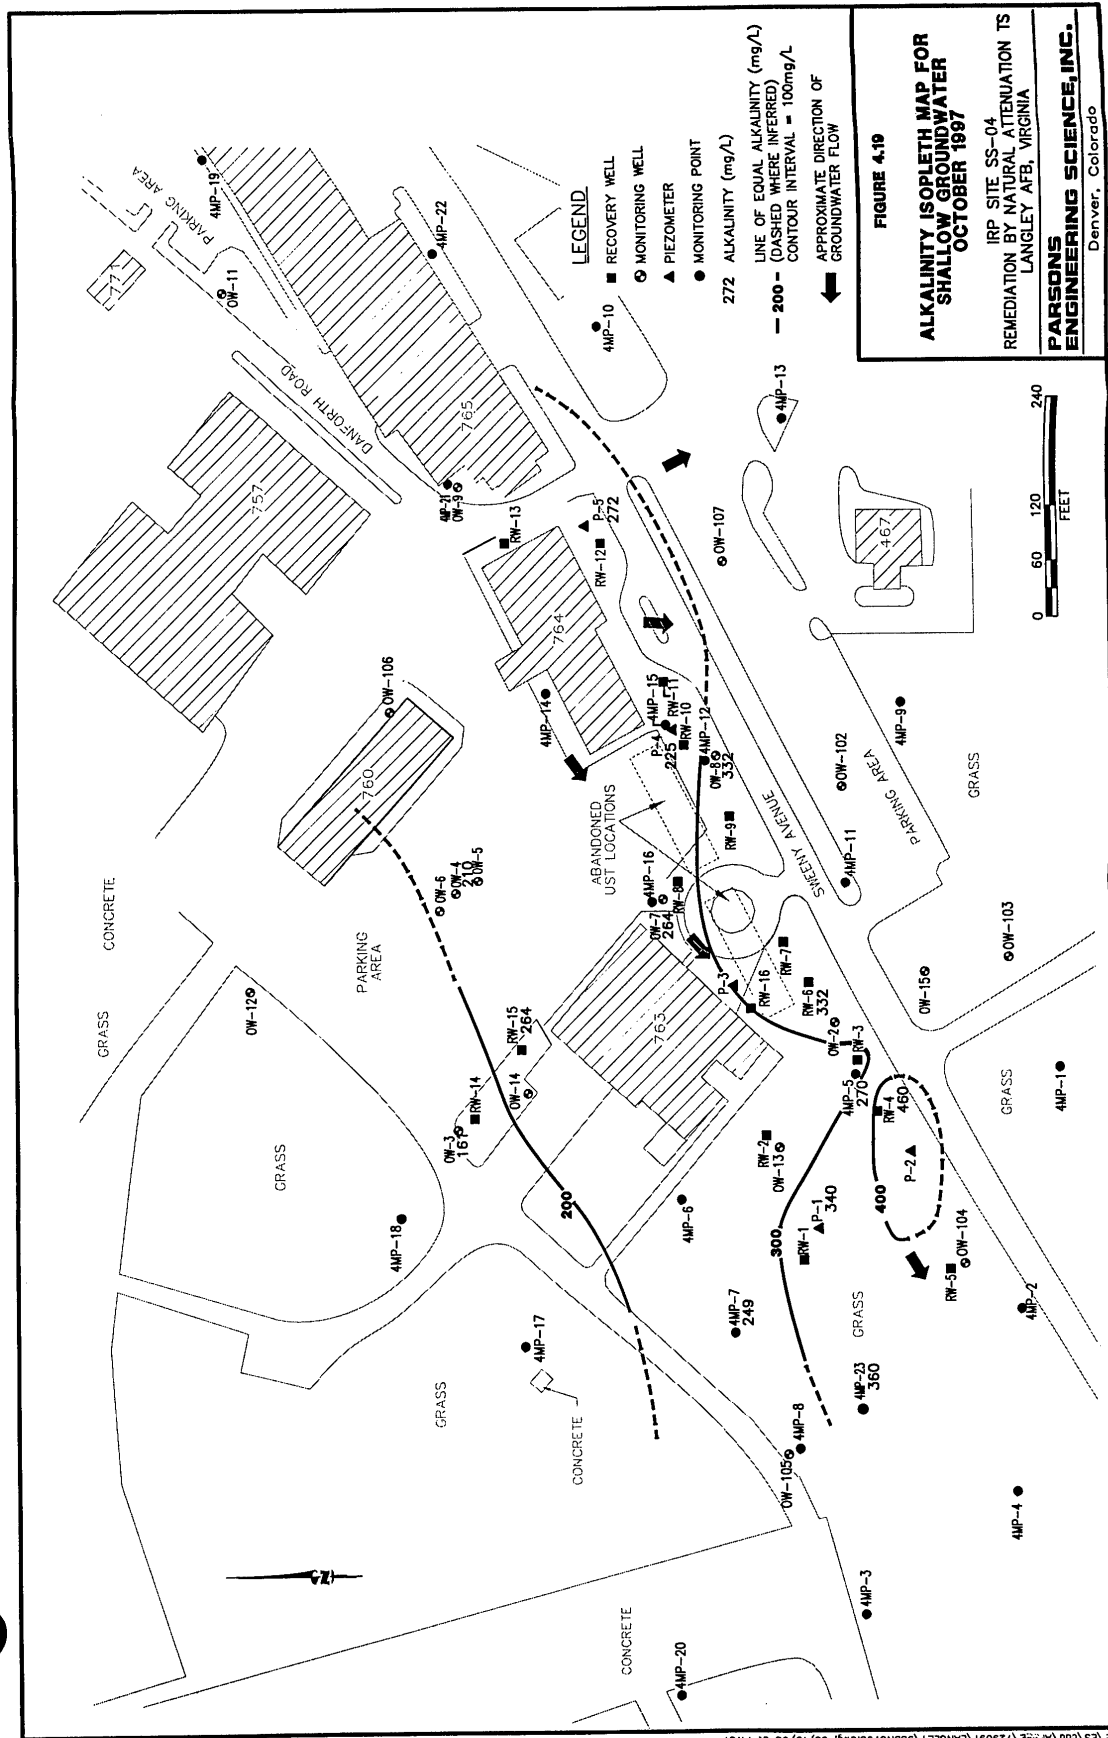 PARKING AREA
4MP-19
711
OW-11
4MP-22
DANFORTH ROAD
757
765
4MP-21
OW-9
RW-13
P-5
272
RW-12
764
4MP-14
OW-106
760
CONCRETE
GRASS
OW-12
PARKING
AREA
OW-6
OW-4
210
OW-5
ABANDONED
UST LOCATIONS
4MP-15
RW-11
P-4
225
RW-10
4MP-12
OW-8
332
RW-9
4MP-16
OW-7
264
RW-8
SWEENY AVENUE
4MP-10
4MP-13
OW-107
467
OW-102
4MP-9
PARKING AREA
GRASS
4MP-11
OW-103
OW-15
RW-7
RW-6
332
P-3
RW-16
OW-2
RW-3
4MP-5
270
RW-4
460
P-2
400
763
RW-15
264
OW-14
RW-14
OW-3
161
GRASS
200
4MP-18
4MP-6
RW-2
OW-13
P-1
340
RW-1
300
OW-104
RW-5
4MP-1
GRASS
4MP-2
4MP-7
249
GRASS
4MP-17
GRASS
CONCRETE
4MP-23
360
4MP-8
OW-105
4MP-4
4MP-3
CONCRETE
4MP-20
N
LEGEND
RECOVERY WELL
MONITORING WELL
PIEZOMETER
MONITORING POINT
272 ALKALINITY (mg/L)
LINE OF EQUAL ALKALINITY (mg/L)
— 200 – (DASHED WHERE INFERRED)
CONTOUR INTERVAL = 100mg/L
APPROXIMATE DIRECTION OF
GROUNDWATER FLOW
0 60 120 240
FEET
FIGURE 4.19
ALKALINITY ISOPLETH MAP FOR
SHALLOW GROUNDWATER
OCTOBER 1997
IRP SITE SS-04
REMEDIATION BY NATURAL ATTENUATION TS
LANGLEY AFB, VIRGINIA
PARSONS
ENGINEERING SCIENCE, INC.
Denver, Colorado